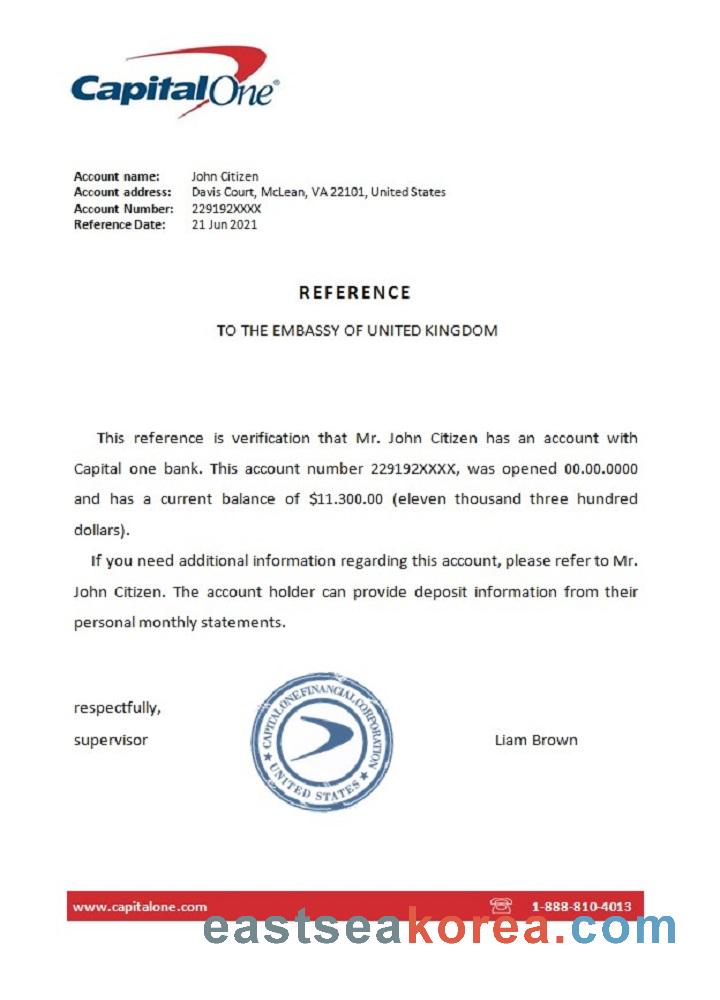 CapitalOne®
Account name: John Citizen
Account address: Davis Court, McLean, VA 22101, United States
Account Number: 229192XXXX
Reference Date: 21 Jun 2021
REFERENCE
TO THE EMBASSY OF UNITED KINGDOM
This reference is verification that Mr. John Citizen has an account with
Capital one bank. This account number 229192XXXX, was opened 00.00.0000
and has a current balance of $11.300.00 (eleven thousand three hundred
dollars).
If you need additional information regarding this account, please refer to Mr.
John Citizen. The account holder can provide deposit information from their
personal monthly statements.
respectfully,
supervisor
CAPITAL ONE FINANCIAL CORPORATION
UNITED STATES
Liam Brown
www.capitalone.com 1-888-810-4013
eastseakorea.com